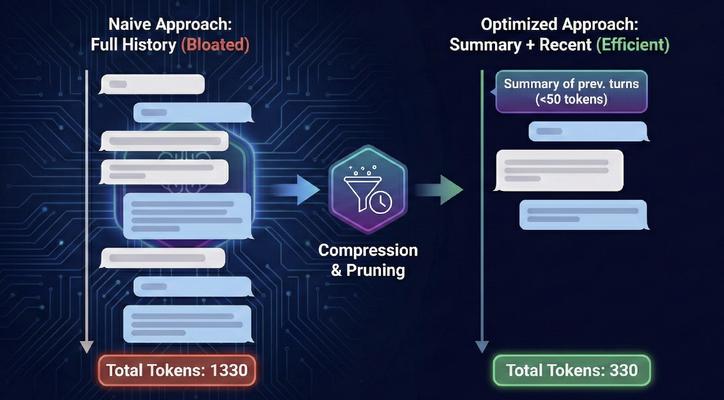 Naive Approach:
Full History (Bloated)
Optimized Approach:
Summary + Recent (Efficient)
Summary of prev. turns
(<50 tokens)
Compression
& Pruning
Total Tokens: 1330
Total Tokens: 330